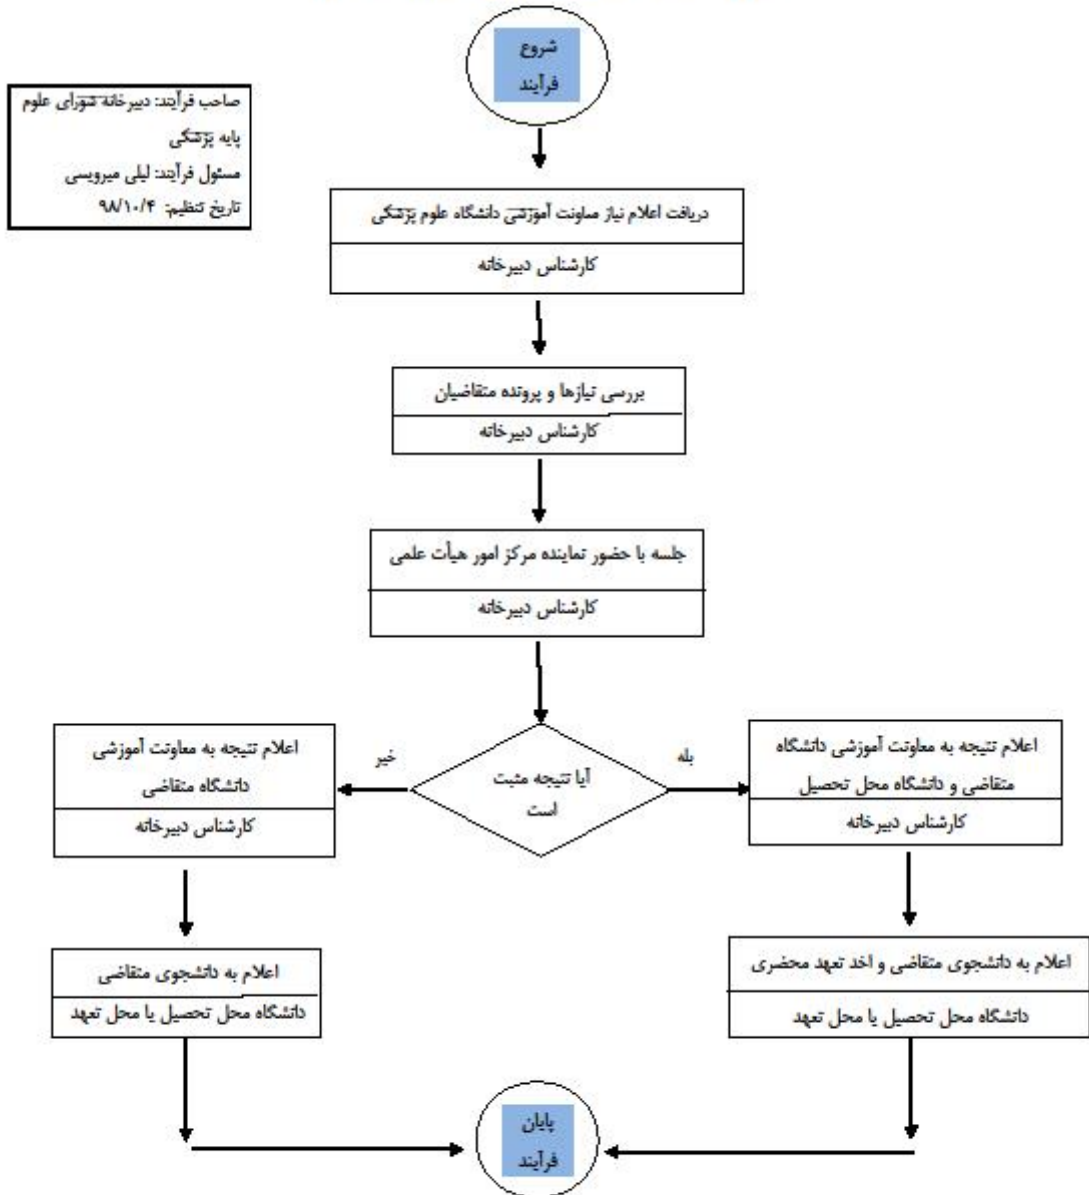 شروع
فرآیند
صاحب فرآیند: دبیرخانه شورای علوم
پایه پزشکی
مسئول فرآیند: لیلی میرویسی
تاریخ تنظیم: ۹۸/۱۰/۴
دریافت اعلام نیاز معاونت آموزشی دانشگاه علوم پزشکی
کارشناس دبیرخانه
بررسی نیازها و پرونده متقاضیان
کارشناس دبیرخانه
جلسه با حضور نماینده مرکز امور هیأت علمی
کارشناس دبیرخانه
آیا نتیجه مثبت
است
بله
اعلام نتیجه به معاونت آموزشی دانشگاه
متقاضی و دانشگاه محل تحصیل
کارشناس دبیرخانه
اعلام به دانشجوی متقاضی و اخد تعهد محضری
دانشگاه محل تحصیل یا محل تعهد
خیر
اعلام نتیجه به معاونت آموزشی
دانشگاه متقاضی
کارشناس دبیرخانه
اعلام به دانشجوی متقاضی
دانشگاه محل تحصیل یا محل تعهد
پایان
فرآیند